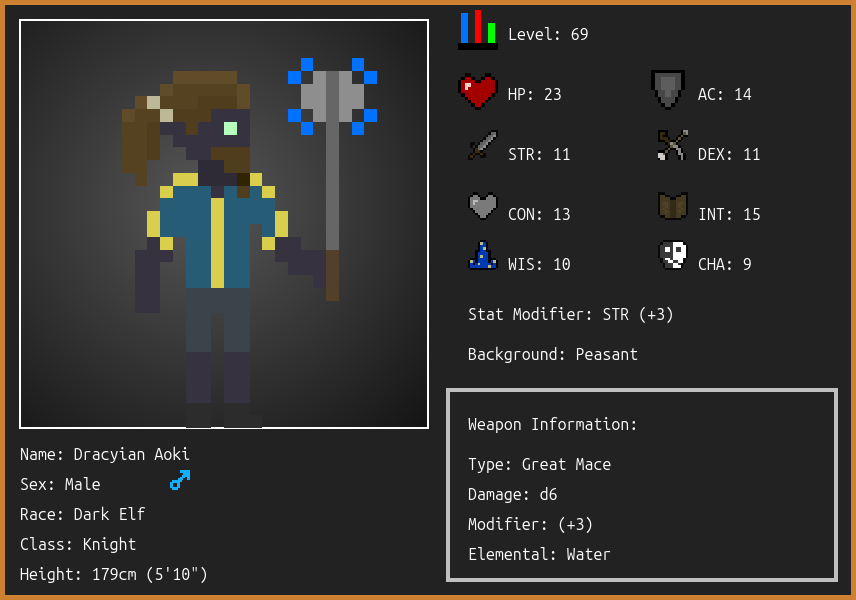 Level: 69
HP: 23
AC: 14
STR: 11
DEX: 11
CON: 13
INT: 15
WIS: 10
CHA: 9
Stat Modifier: STR (+3)
Background: Peasant
Weapon Information:
Type: Great Mace
Damage: d6
Modifier: (+3)
Elemental: Water
Name: Dracyian Aoki
Sex: Male
Race: Dark Elf
Class: Knight
Height: 179cm (5'10")